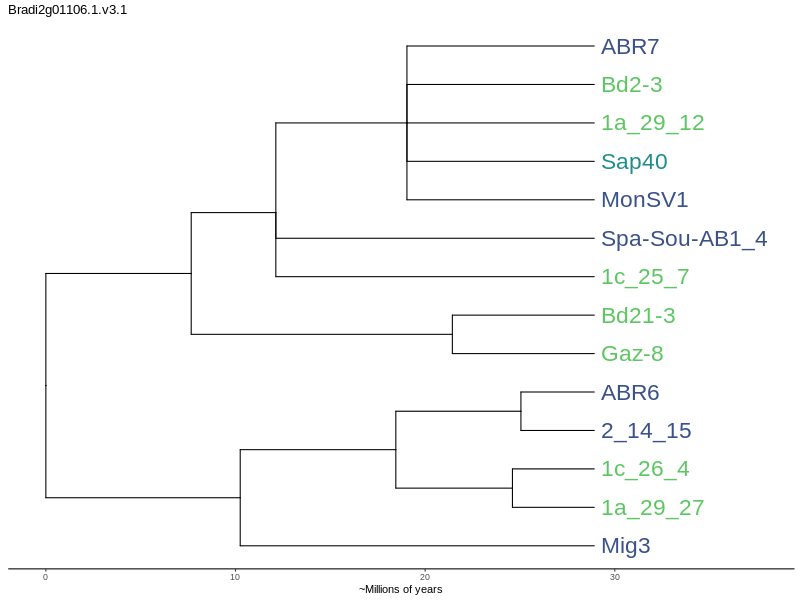 Bradi2g01106.1.v3.1
ABR7
Bd2-3
1a_29_12
Sap40
MonSV1
Spa-Sou-AB1_4
1c_25_7
Bd21-3
Gaz-8
ABR6
2_14_15
1c_26_4
1a_29_27
Mig3
0 10 20 30
~Millions of years